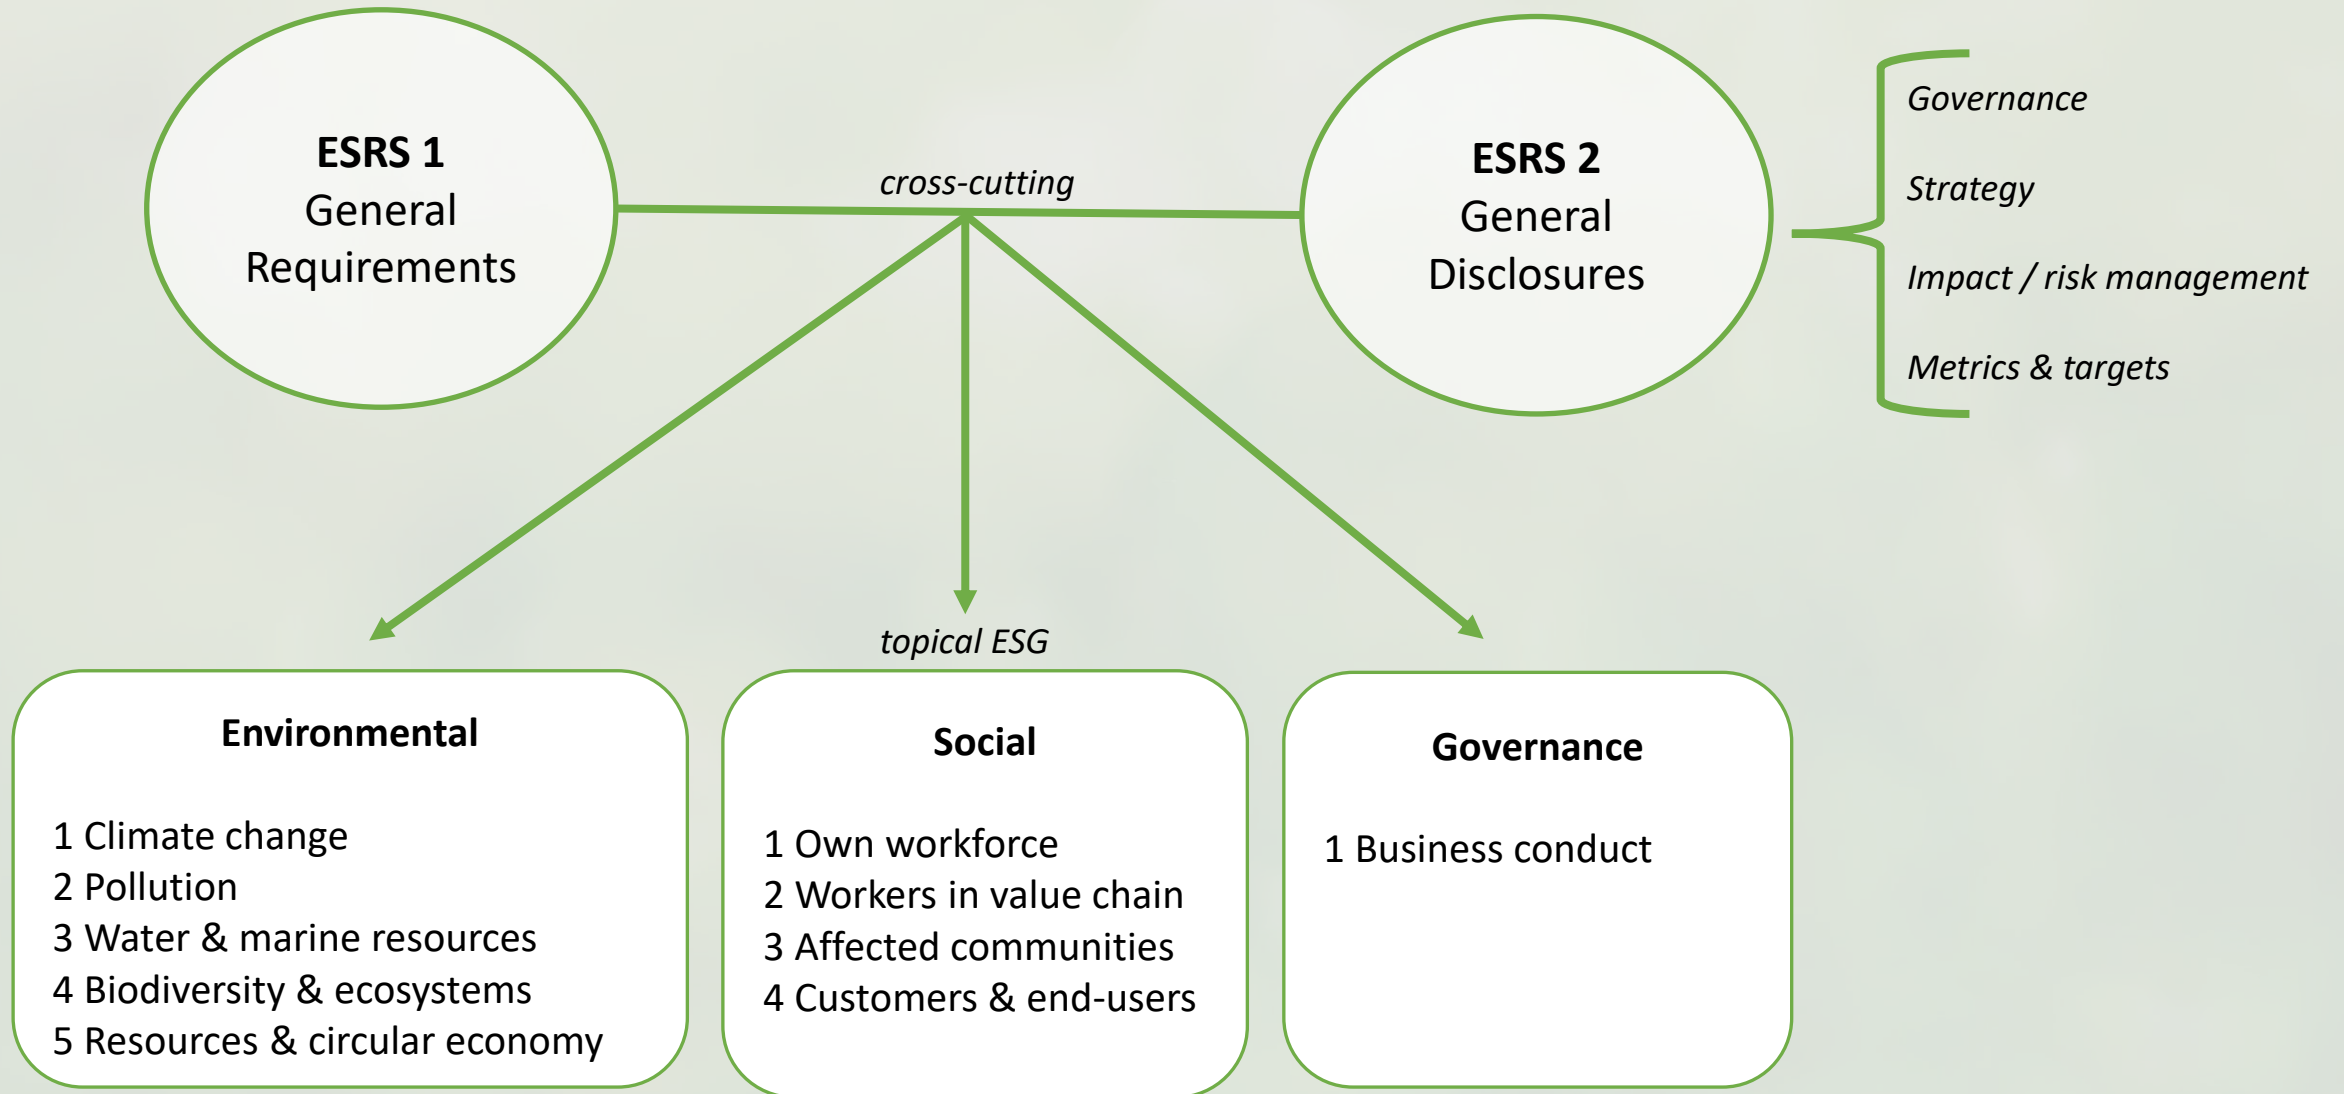 ESRS 1
General
Requirements
cross-cutting
ESRS 2
General
Disclosures
Governance
Strategy
Impact / risk management
Metrics & targets
topical ESG
Environmental
1 Climate change
2 Pollution
3 Water & marine resources
4 Biodiversity & ecosystems
5 Resources & circular economy
Social
1 Own workforce
2 Workers in value chain
3 Affected communities
4 Customers & end-users
Governance
1 Business conduct